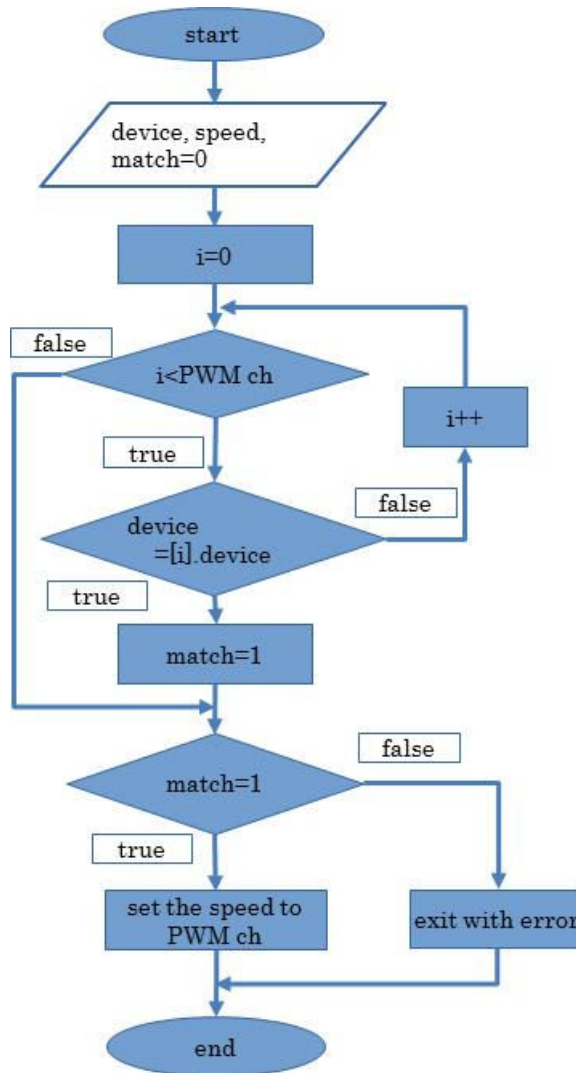 start
device, speed,
match=0
i=0
false
i<PWM ch
i++
true
false
device
=[i].device
true
match=1
false
match=1
true
set the speed to
PWM ch
exit with error
end